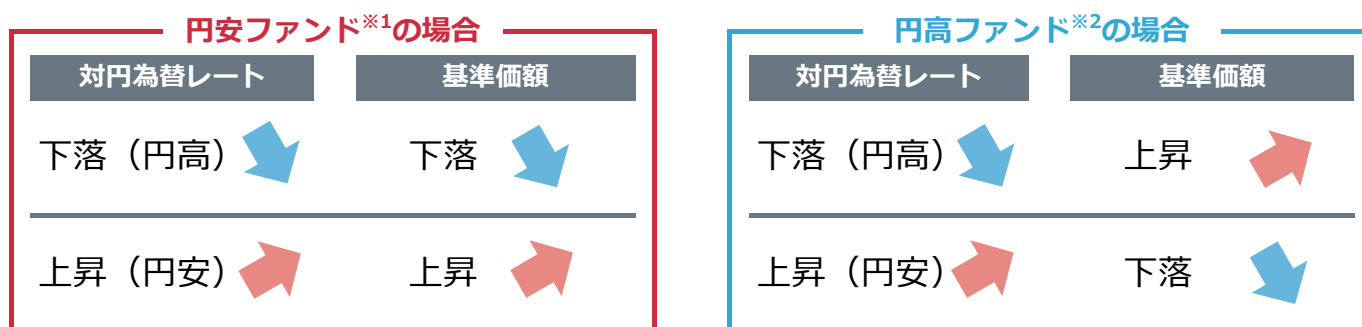 円安ファンド※1の場合
対円為替レート 基準価額
下落（円高） 下落
上昇（円安） 上昇
円高ファンド※2の場合
対円為替レート 基準価額
下落（円高） 上昇
上昇（円安） 下落